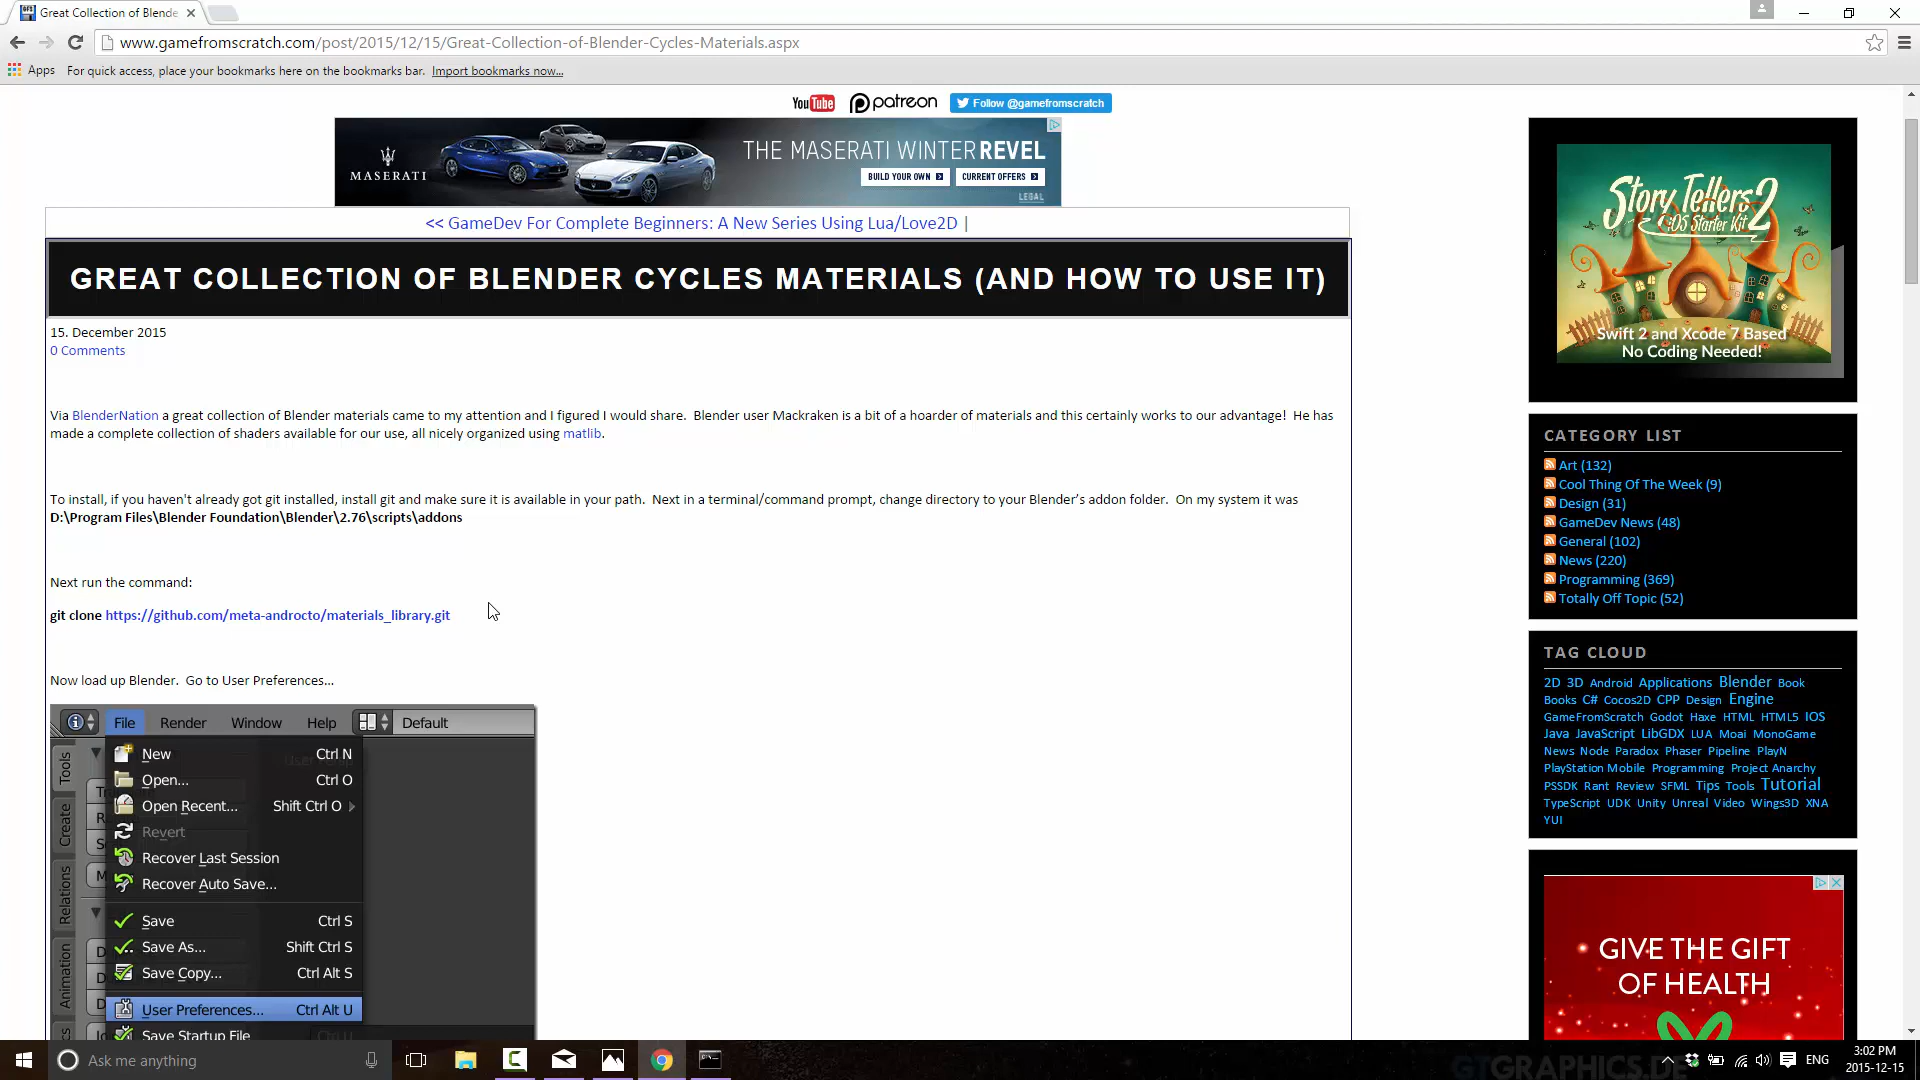 Great Collection of Blende
www.gamefromscratch.com/post/2015/12/15/Great-Collection-of-Blender-Cycles-Materials.aspx
Apps For quick access, place your bookmarks here on the bookmarks bar. Import bookmarks now...
YouTube patreon Follow @gamefromscratch
MASERATI
THE MASERATI WINTER REVEL
BUILD YOUR OWN CURRENT OFFERS
LEGAL
<< GameDev For Complete Beginners: A New Series Using Lua/Love2D |
GREAT COLLECTION OF BLENDER CYCLES MATERIALS (AND HOW TO USE IT)
15. December 2015
0 Comments
Via BlenderNation a great collection of Blender materials came to my attention and I figured I would share. Blender user Mackraken is a bit of a hoarder of materials and this certainly works to our advantage! He has
made a complete collection of shaders available for our use, all nicely organized using matlib.
To install, if you haven't already got git installed, install git and make sure it is available in your path. Next in a terminal/command prompt, change directory to your Blender's addon folder. On my system it was
D:\Program Files\Blender Foundation\Blender\2.76\scripts\addons
Next run the command:
git clone https://github.com/meta-androcto/materials_library.git
Now load up Blender. Go to User Preferences...
File Render Window Help Default
New Ctrl N
Open... Ctrl O
Open Recent... Shift Ctrl O
Revert
Recover Last Session
Recover Auto Save...
Save Ctrl S
Save As... Shift Ctrl S
Save Copy... Ctrl Alt S
User Preferences... Ctrl Alt U
Save Startup File Ctrl U
Tools
Create
Relations
Animation
Story Tellers 2
iOS Starter Kit
Swift 2 and Xcode 7 Based
No Coding Needed!
CATEGORY LIST
Art (132)
Cool Thing Of The Week (9)
Design (31)
GameDev News (48)
General (102)
News (220)
Programming (369)
Totally Off Topic (52)
TAG CLOUD
2D 3D Android Applications Blender Book
Books C# Cocos2D CPP Design Engine
GameFromScratch Godot Haxe HTML HTML5 IOS
Java JavaScript LibGDX LUA Moai MonoGame
News Node Paradox Phaser Pipeline PlayN
PlayStation Mobile Programming Project Anarchy
PSSDK Rant Review SFML Tips Tools Tutorial
TypeScript UDK Unity Unreal Video Wings3D XNA
YUI
GIVE THE GIFT
OF HEALTH
Ask me anything
GTGRAPHICS.DE
ENG
3:02 PM
2015-12-15